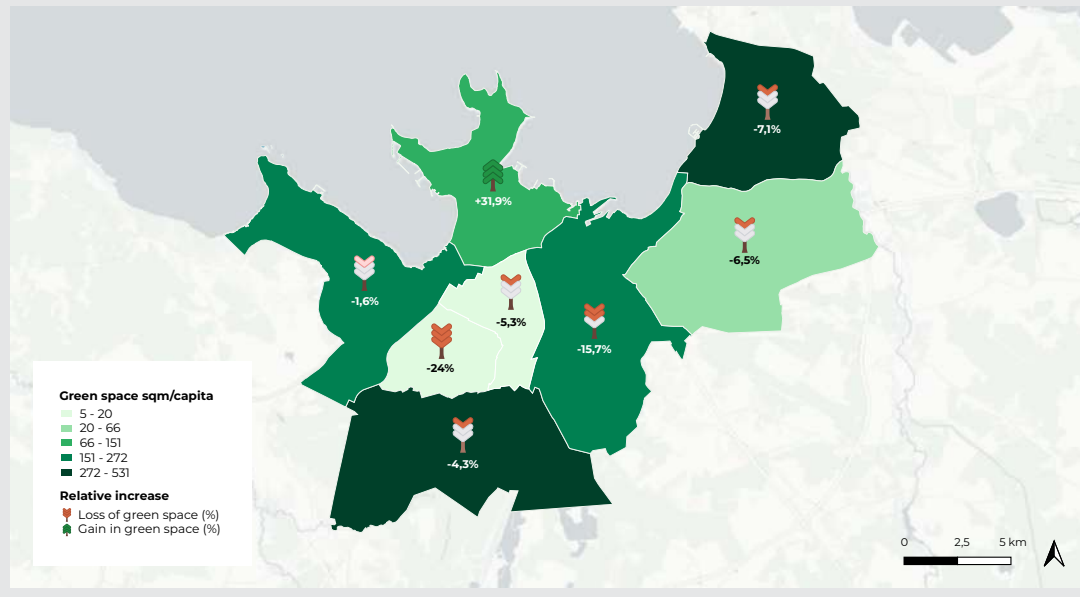 -7,1%
+31,9%
-6,5%
-1,6%
-5,3%
-15,7%
-24%
-4,3%
Green space sqm/capita
5 - 20
20 - 66
66 - 151
151 - 272
272 - 531
Relative increase
Loss of green space (%)
Gain in green space (%)
0 2,5 5 km